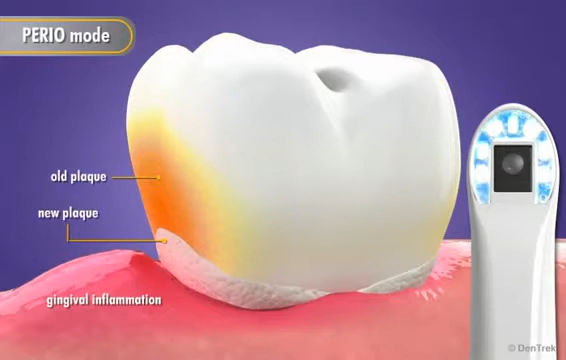 PERIO mode
old plaque
new plaque
gingival inflammation
© DenTrek